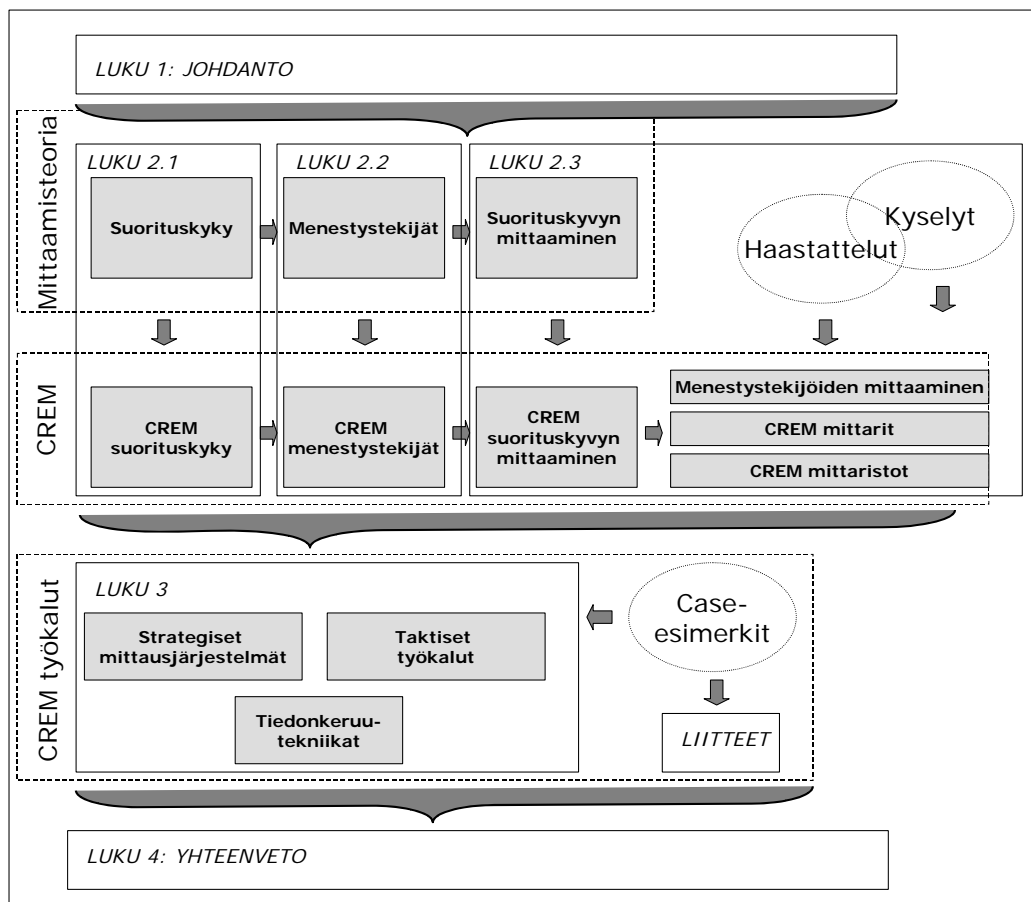 LUKU 1: JOHDANTO
Mittaamisteoria
LUKU 2.1
LUKU 2.2
LUKU 2.3
Suorituskyky
Menestystekijät
Suorituskyvyn
mittaaminen
Kyselyt
Haastattelut
CREM
CREM
suorituskyky
CREM
menestystekijät
CREM
suorituskyvyn
mittaaminen
Menestystekijöiden mittaaminen
CREM mittarit
CREM mittaristot
CREM työkalut
LUKU 3
Strategiset
mittausjärjestelmät
Taktiset
työkalut
Tiedonkeruu-
tekniikat
Case-
esimerkit
LIITTEET
LUKU 4: YHTEENVETO